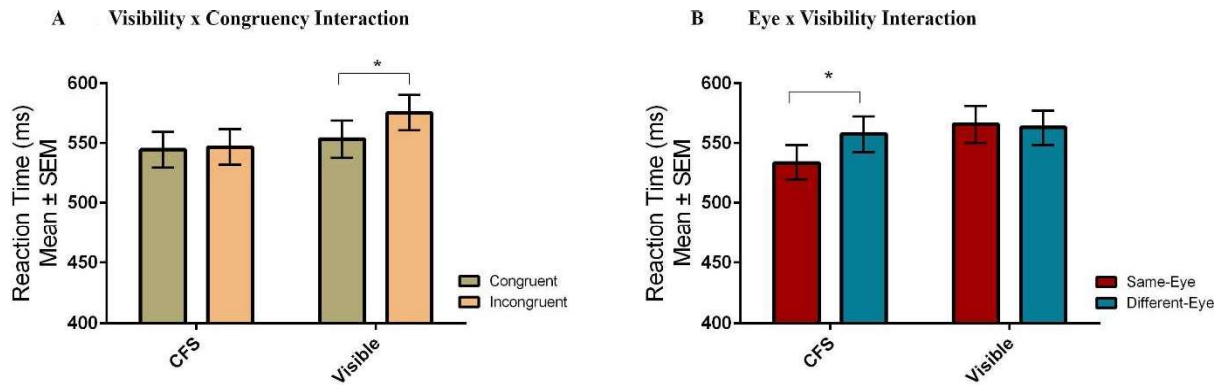 A Visibility x Congruency Interaction
*
600
550
500
450
400
Reaction Time (ms)
Mean ± SEM
CFS
Visible
Congruent
Incongruent
B Eye x Visibility Interaction
*
600
550
500
450
400
Reaction Time (ms)
Mean ± SEM
CFS
Visible
Same-Eye
Different-Eye